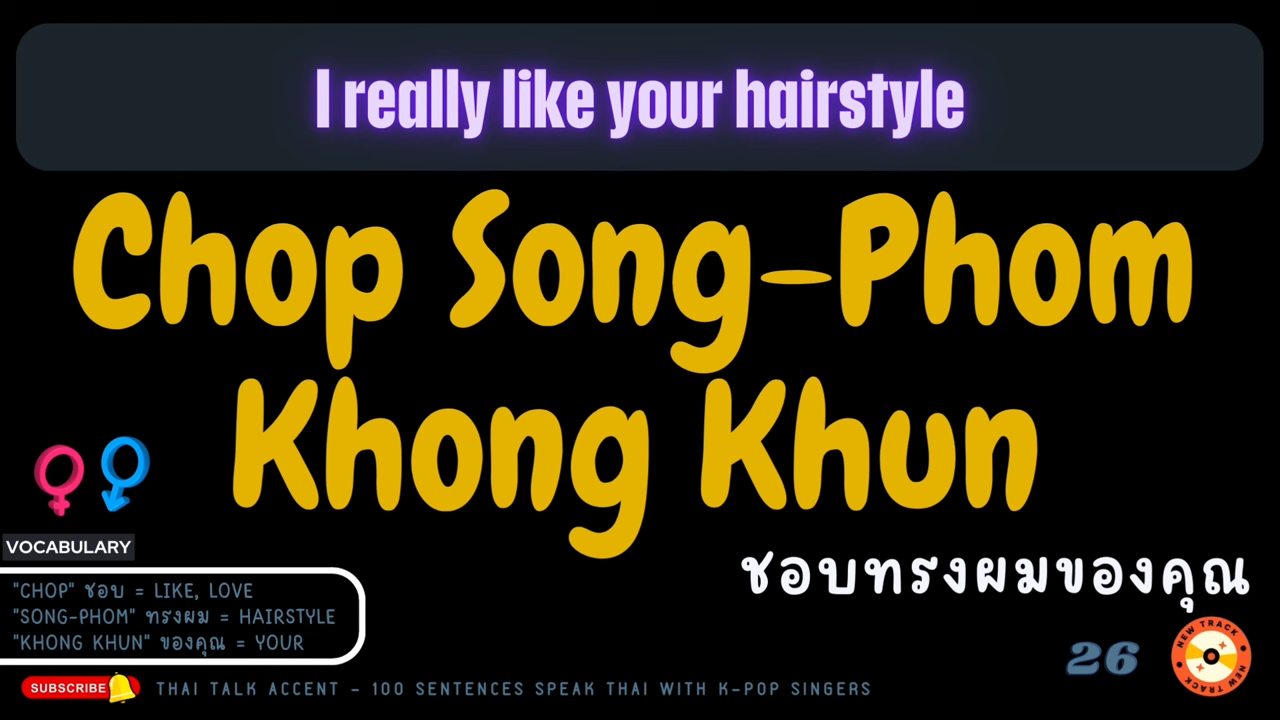 I really like your hairstyle
Chop Song-Phom
Khong Khun
ชอบทรงผมของคุณ
VOCABULARY
"CHOP" ชอบ = LIKE, LOVE
"SONG-PHOM" ทรงผม = HAIRSTYLE
"KHONG KHUN" ของคุณ = YOUR
26
NEW TRACK
NEW TRACK
SUBSCRIBE
THAI TALK ACCENT - 100 SENTENCES SPEAK THAI WITH K-POP SINGERS